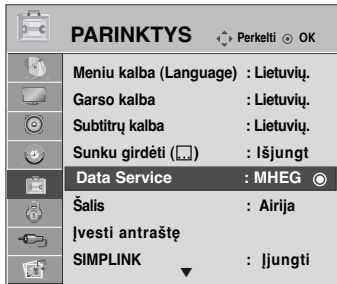 PARINKTYS Perkelti OK
Meniu kalba (Language) : Lietuvių.
Garso kalba : Lietuvių.
Subtitrų kalba : Lietuvių.
Sunku girdėti ( ) : Išjungt
Data Service : MHEG
Šalis : Airija
Įvesti antraštę
SIMPLINK : Įjungti